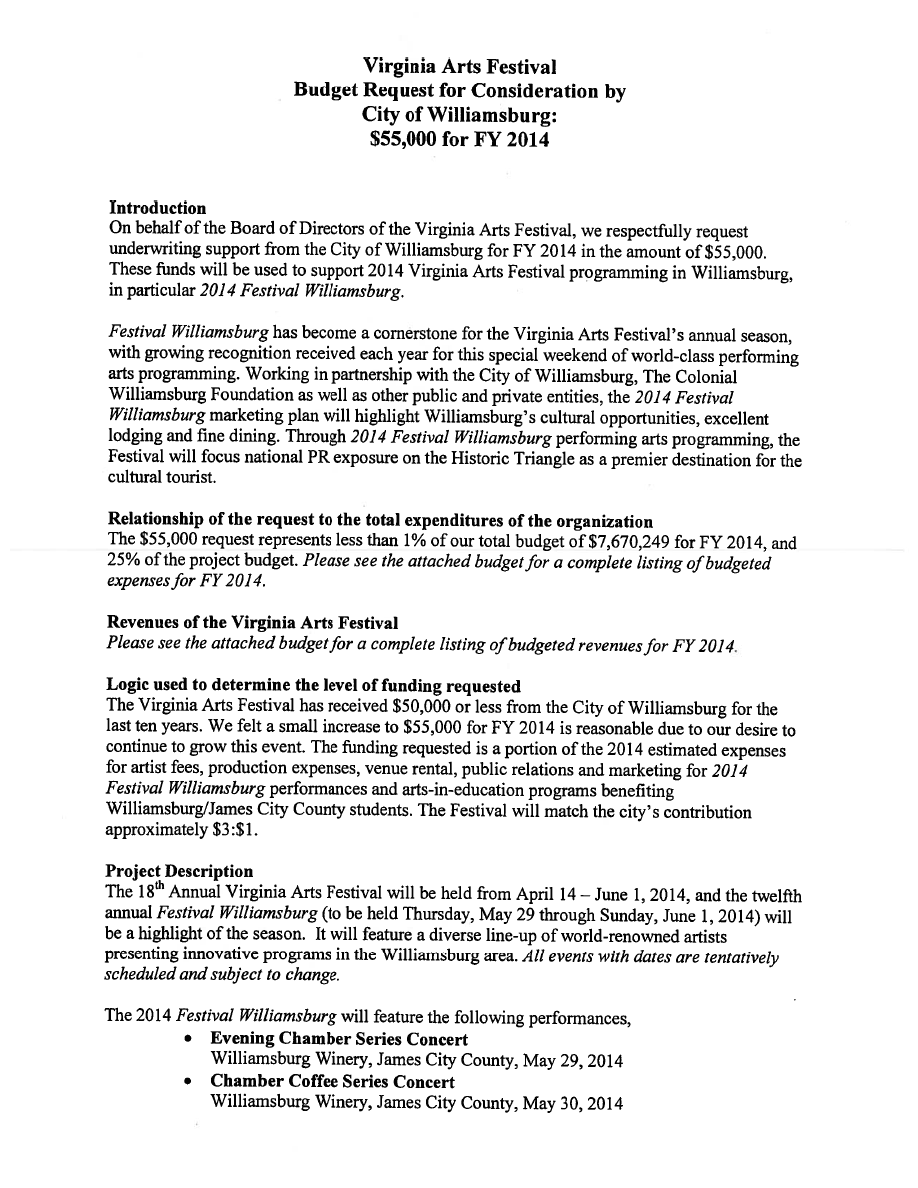 Virginia Arts Festival
Budget Request for Consideration by
City of Williamsburg:
$55,000 for FY 2014
Introduction
On behalf of the Board of Directors of the Virginia Arts Festival, we respectfully request
underwriting support from the City of Williamsburg for FY 2014 in the amount of $55,000.
These funds will be used to support 2014 Virginia Arts Festival programming in Williamsburg,
in particular 2014 Festival Williamsburg.
Festival Williamsburg has become a cornerstone for the Virginia Arts Festival's annual season,
with growing recognition received each year for this special weekend of world-class performing
arts programming. Working in partnership with the City of Williamsburg, The Colonial
Williamsburg Foundation as well as other public and private entities, the 2014 Festival
Williamsburg marketing plan will highlight Williamsburg's cultural opportunities, excellent
lodging and fine dining. Through 2014 Festival Williamsburg performing arts programming, the
Festival will focus national PR exposure on the Historic Triangle as a premier destination for the
cultural tourist.
Relationship of the request to the total expenditures of the organization
The $55,000 request represents less than 1% of our total budget of $7,670,249 for FY 2014, and
25% of the project budget. Please see the attached budget for a complete listing of budgeted
expenses for FY 2014.
Revenues of the Virginia Arts Festival
Please see the attached budget for a complete listing of budgeted revenues for FY 2014.
Logic used to determine the level of funding requested
The Virginia Arts Festival has received $50,000 or less from the City of Williamsburg for the
last ten years. We felt a small increase to $55,000 for FY 2014 is reasonable due to our desire to
continue to grow this event. The funding requested is a portion of the 2014 estimated expenses
for artist fees, production expenses, venue rental, public relations and marketing for 2014
Festival Williamsburg performances and arts-in-education programs benefiting
Williamsburg/James City County students. The Festival will match the city's contribution
approximately $3:$1.
Project Description
The 18th Annual Virginia Arts Festival will be held from April 14 – June 1, 2014, and the twelfth
annual Festival Williamsburg (to be held Thursday, May 29 through Sunday, June 1, 2014) will
be a highlight of the season. It will feature a diverse line-up of world-renowned artists
presenting innovative programs in the Williamsburg area. All events with dates are tentatively
scheduled and subject to change.
The 2014 Festival Williamsburg will feature the following performances,
• Evening Chamber Series Concert
Williamsburg Winery, James City County, May 29, 2014
• Chamber Coffee Series Concert
Williamsburg Winery, James City County, May 30, 2014